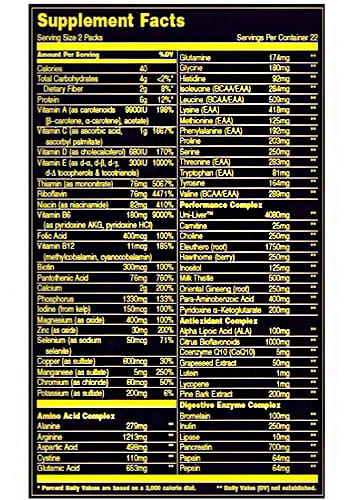 Supplement Facts
Serving Size 2 Packs Servings Per Container 22
Amount Per Serving %DV
Calories 40
Total Carbohydrates 4g <2%*
Dietary Fiber 2g 8%*
Protein 6g 12%*
Vitamin A (as carotenoids 9900IU 198%
(β-carotene, α-carotene), acetate)
Vitamin C (as ascorbic acid, 1g 1667%
ascorbyl palmitate)
Vitamin D (as cholecalciferol) 680IU 170%
Vitamin E (as d-α, d-β, d-γ, 300IU 1000%
d-δ tocopherols & tocotrienols)
Thiamin (as mononitrate) 76mg 5067%
Riboflavin 76mg 4471%
Niacin (as niacinamide) 82mg 410%
Vitamin B6 180mg 9000%
(as pyridoxine AKG, pyridoxine HCl)
Folic Acid 400mcg 100%
Vitamin B12 11mcg 185%
(methylcobalamin, cyanocobalamin)
Biotin 300mcg 100%
Pantothenic Acid 76mg 760%
Calcium 2g 200%
Phosphorus 1330mg 133%
Iodine (from kelp) 150mcg 100%
Magnesium (as oxide) 400mg 100%
Zinc (as oxide) 30mg 200%
Selenium (as sodium 50mcg 71%
selenite)
Copper (as sulfate) 600mcg 30%
Manganese (as sulfate) 5mg 250%
Chromium (as chloride) 60mcg 50%
Potassium (as sulfate) 200mg 6%
Amino Acid Complex
Alanine 279mg **
Arginine 1213mg **
Aspartic Acid 498mg **
Cystine 110mg **
Glutamic Acid 653mg **
Glutamine 174mg **
Glycine 180mg **
Histidine 92mg **
Isoleucine (BCAA/EAA) 284mg **
Leucine (BCAA/EAA) 509mg **
Lysine (EAA) 418mg **
Methionine (EAA) 125mg **
Phenylalanine (EAA) 192mg **
Proline 203mg **
Serine 250mg **
Threonine (EAA) 283mg **
Tryptophan (EAA) 81mg **
Tyrosine 164mg **
Valine (BCAA/EAA) 289mg **
Performance Complex
Uni-Liver™ 4080mg **
Carnitine 25mg **
Choline 250mg **
Eleuthero (root) 1750mg **
Hawthorne (berry) 250mg **
Inositol 125mg **
Milk Thistle 500mg **
Oriental Ginseng (root) 250mg **
Para-Aminobenzoic Acid 400mg **
Pyridoxine α-Ketoglutarate 200mg **
Antioxidant Complex
Alpha Lipoic Acid (ALA) 100mg **
Citrus Bioflavonoids 1000mg **
Coenzyme Q10 (CoQ10) 5mg **
Grapeseed Extract 50mg **
Lutein 1mg **
Lycopene 1mg **
Pine Bark Extract 200mg **
Digestive Enzyme Complex
Bromelain 100mg **
Inulin 250mg **
Lipase 10mg **
Pancreatin 700mg **
Papain 64mg **
Pepsin 64mg **
* Percent Daily Values are based on a 2,000 calorie diet. ** Daily Value (DV) not established.